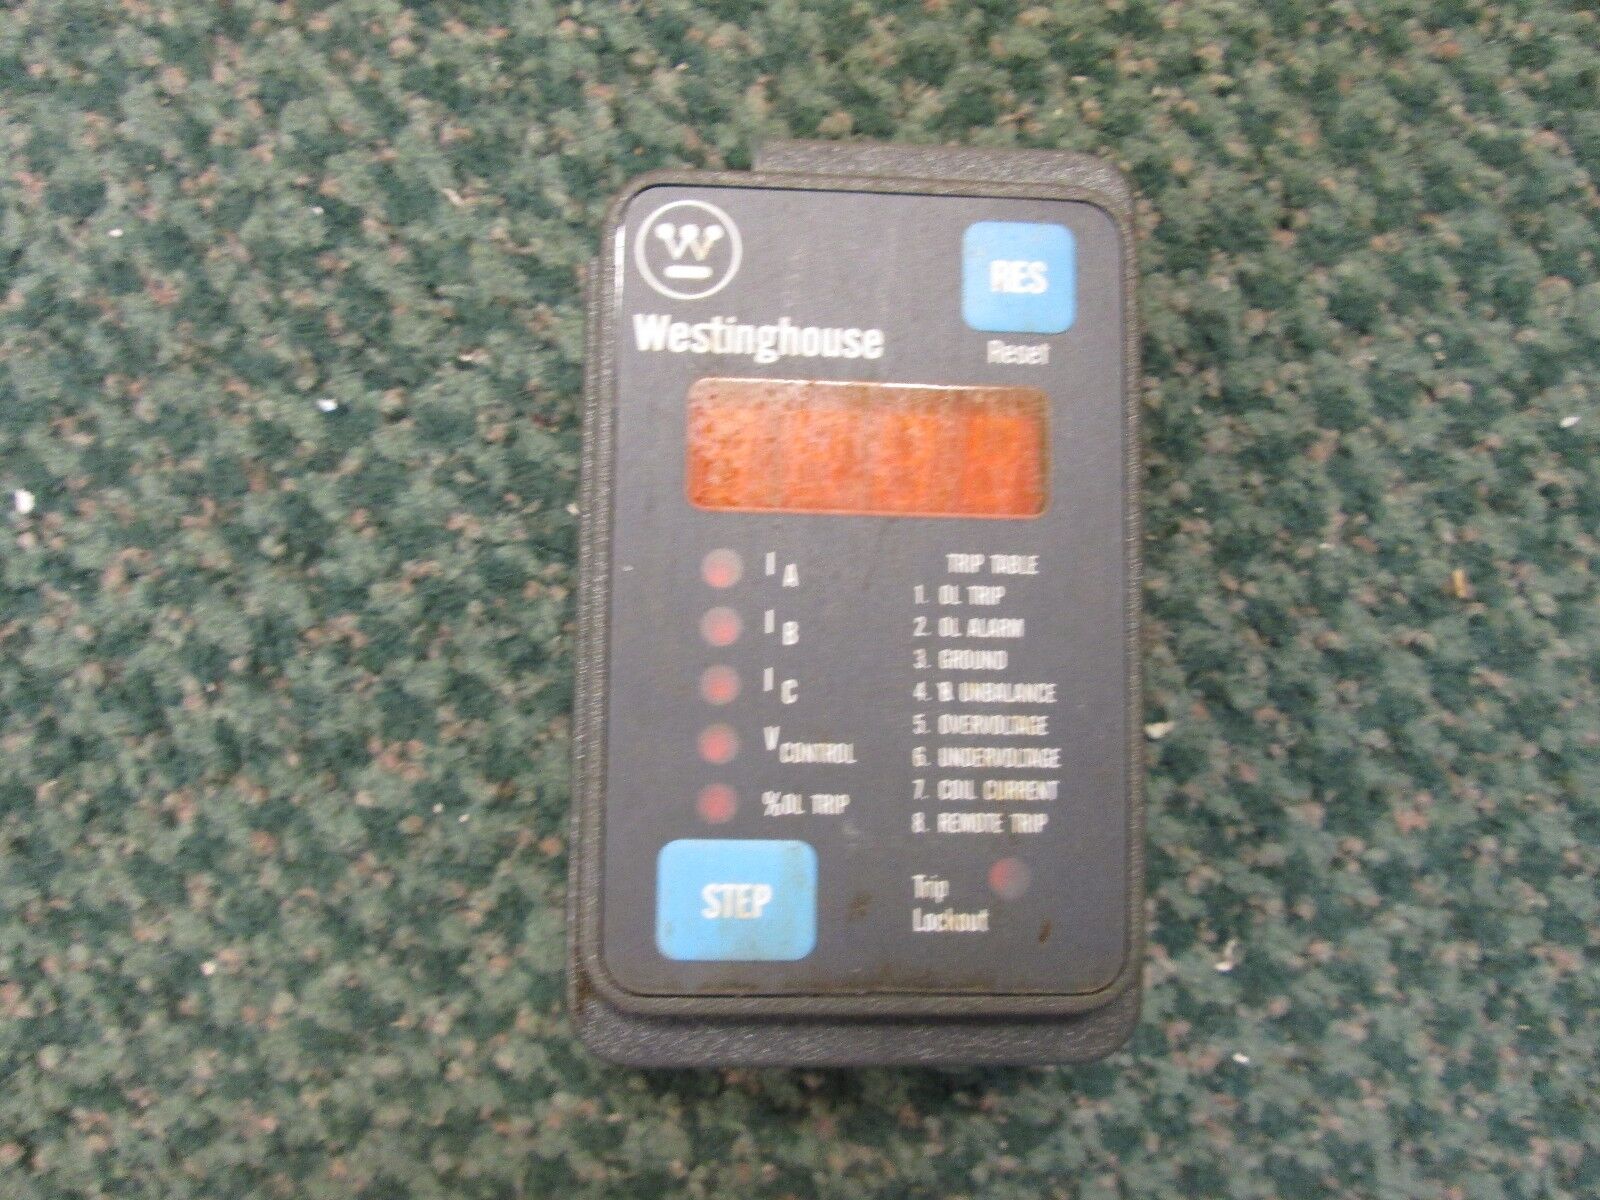 W
Westinghouse
RES
Reset
I A
I B
I C
V CONTROL
%OL TRIP
STEP
TRIP TABLE
1. OL TRIP
2. OL ALARM
3. GROUND
4. % UNBALANCE
5. OVERVOLTAGE
6. UNDERVOLTAGE
7. COIL CURRENT
8. REMOTE TRIP
Trip
Lockout